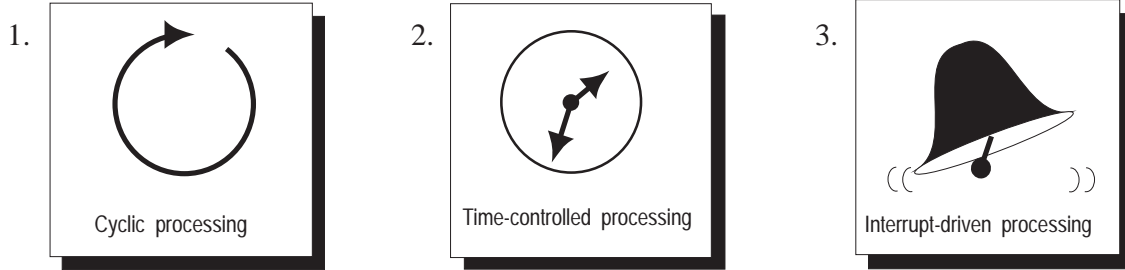 1.
2.
3.
Cyclic processing
Time-controlled processing
Interrupt-driven processing